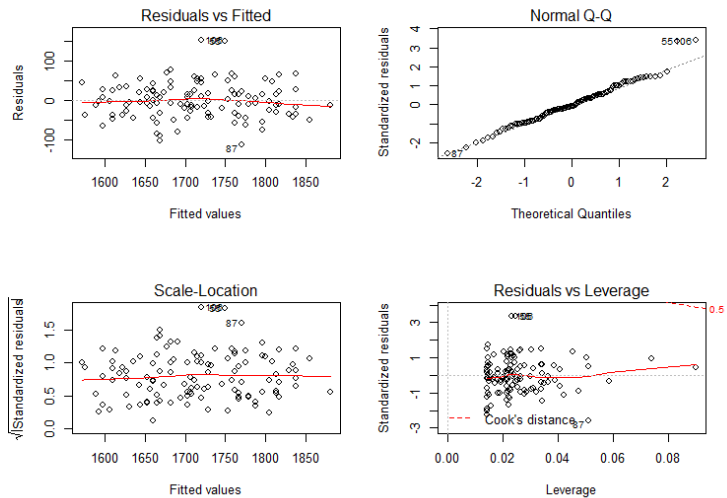 Residuals vs Fitted
Residuals
100
0
-100
87
1600 1650 1700 1750 1800 1850
Fitted values
Normal Q-Q
Standardized residuals
4
3
2
1
0
-2
55
106
87
-2 -1 0 1 2
Theoretical Quantiles
Scale-Location
√|Standardized residuals|
1.5
1.0
0.5
0.0
87
1600 1650 1700 1750 1800 1850
Fitted values
Residuals vs Leverage
Standardized residuals
3
1
-1
-3
0.5
Cook's distance
87
0.00 0.02 0.04 0.06 0.08
Leverage